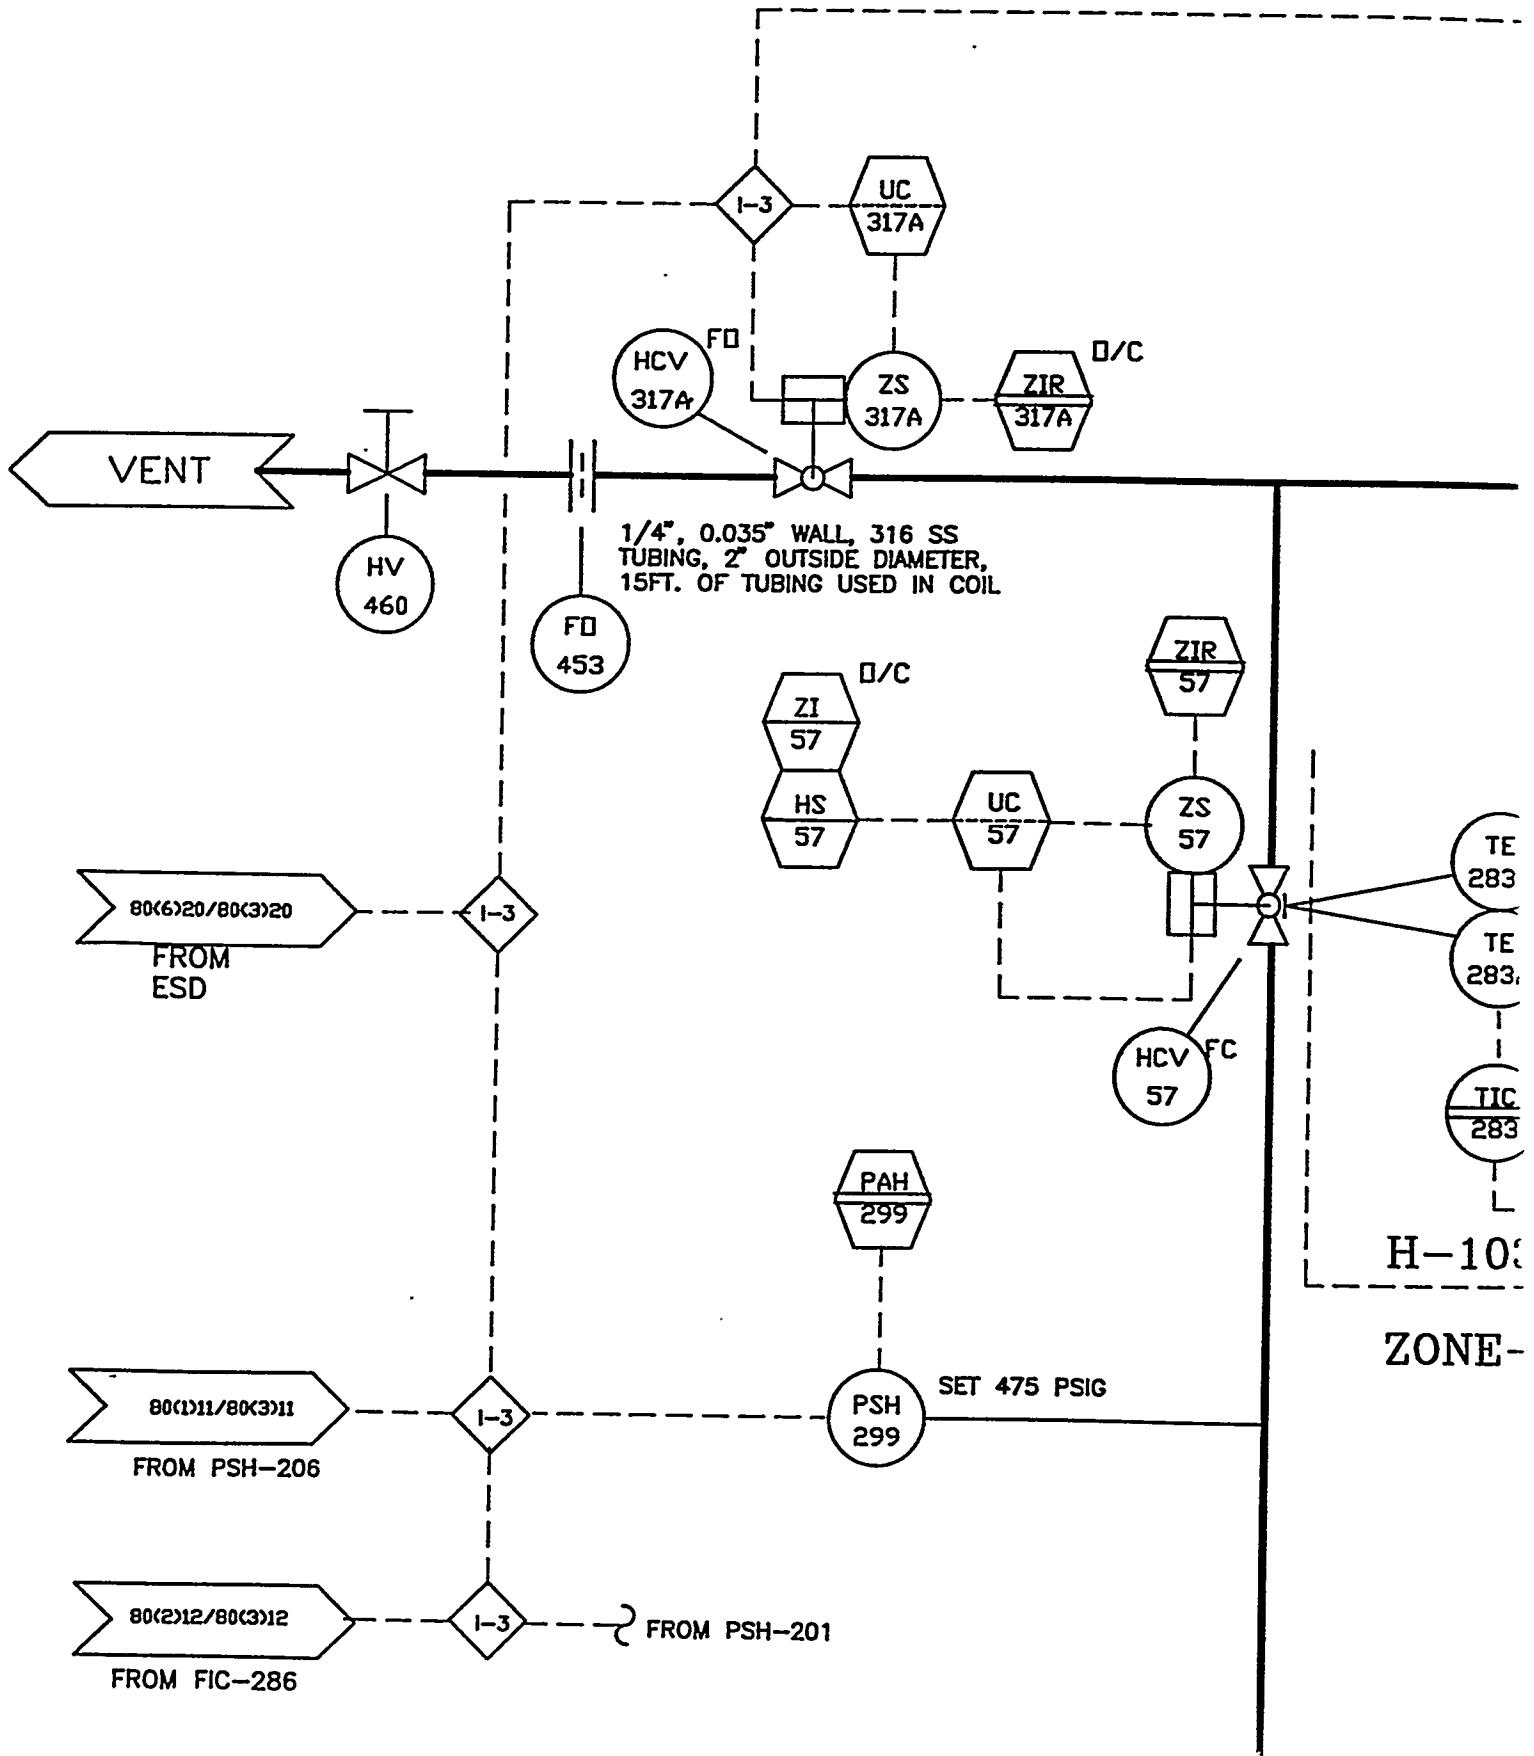 I-3
UC
317A
HCV
317A
FO
ZS
317A
ZIR
317A
O/C
VENT
HV
460
FO
453
1/4", 0.035" WALL, 316 SS
TUBING, 2" OUTSIDE DIAMETER,
15FT. OF TUBING USED IN COIL
ZIR
57
ZI
57
O/C
HS
57
UC
57
ZS
57
TE
283
TE
283
80(6)20/80(3)20
I-3
FROM
ESD
HCV
57
FC
TIC
283
PAH
299
H-103
ZONE-
80(1)11/80(3)11
I-3
PSH
299
SET 475 PSIG
FROM PSH-206
80(2)12/80(3)12
I-3
FROM PSH-201
FROM FIC-286